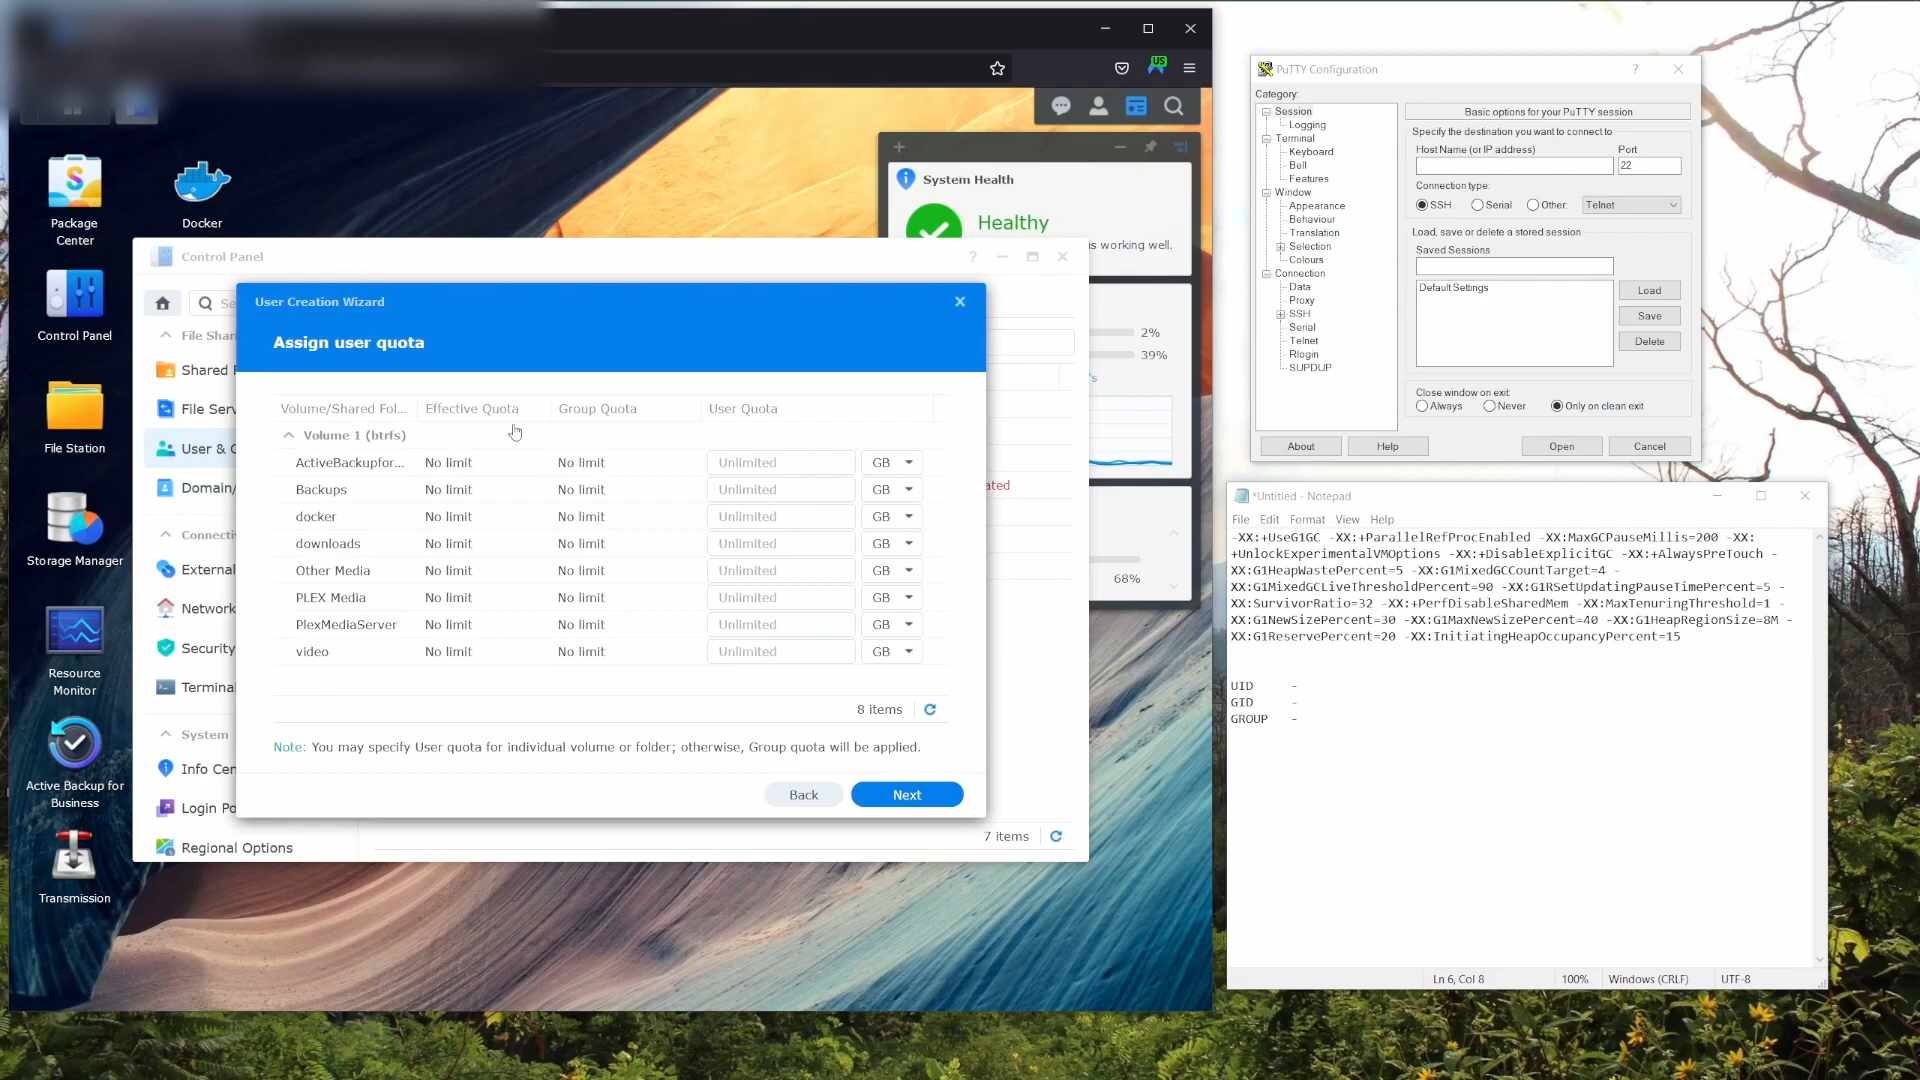 US
Package
Center
Docker
Control Panel
File Station
Storage Manager
Resource
Monitor
Active Backup for
Business
Transmission
System Health
Healthy
is working well.
2%
39%
/s
ated
68%
Control Panel
?
Se
File Shari
Shared F
File Serv
User & G
Domain/
Connectiv
External
Network
Security
Terminal
System
Info Cen
Login Po
Regional Options
7 items
User Creation Wizard
Assign user quota
Volume/Shared Fol... Effective Quota Group Quota User Quota
Volume 1 (btrfs)
ActiveBackupfor... No limit No limit Unlimited GB
Backups No limit No limit Unlimited GB
docker No limit No limit Unlimited GB
downloads No limit No limit Unlimited GB
Other Media No limit No limit Unlimited GB
PLEX Media No limit No limit Unlimited GB
PlexMediaServer No limit No limit Unlimited GB
video No limit No limit Unlimited GB
8 items
Note: You may specify User quota for individual volume or folder; otherwise, Group quota will be applied.
Back Next
PuTTY Configuration ?
Category:
Session
Logging
Terminal
Keyboard
Bell
Features
Window
Appearance
Behaviour
Translation
Selection
Colours
Connection
Data
Proxy
SSH
Serial
Telnet
Rlogin
SUPDUP
Basic options for your PuTTY session
Specify the destination you want to connect to
Host Name (or IP address) Port
22
Connection type:
SSH Serial Other: Telnet
Load, save or delete a stored session
Saved Sessions
Default Settings
Load
Save
Delete
Close window on exit:
Always Never Only on clean exit
About Help Open Cancel
*Untitled - Notepad
File Edit Format View Help
-XX:+UseG1GC -XX:+ParallelRefProcEnabled -XX:MaxGCPauseMillis=200 -XX:
+UnlockExperimentalVMOptions -XX:+DisableExplicitGC -XX:+AlwaysPreTouch -
XX:G1HeapWastePercent=5 -XX:G1MixedGCCountTarget=4 -
XX:G1MixedGCLiveThresholdPercent=90 -XX:G1RSetUpdatingPauseTimePercent=5 -
XX:SurvivorRatio=32 -XX:+PerfDisableSharedMem -XX:MaxTenuringThreshold=1 -
XX:G1NewSizePercent=30 -XX:G1MaxNewSizePercent=40 -XX:G1HeapRegionSize=8M -
XX:G1ReservePercent=20 -XX:InitiatingHeapOccupancyPercent=15
UID -
GID -
GROUP -
Ln 6, Col 8 100% Windows (CRLF) UTF-8